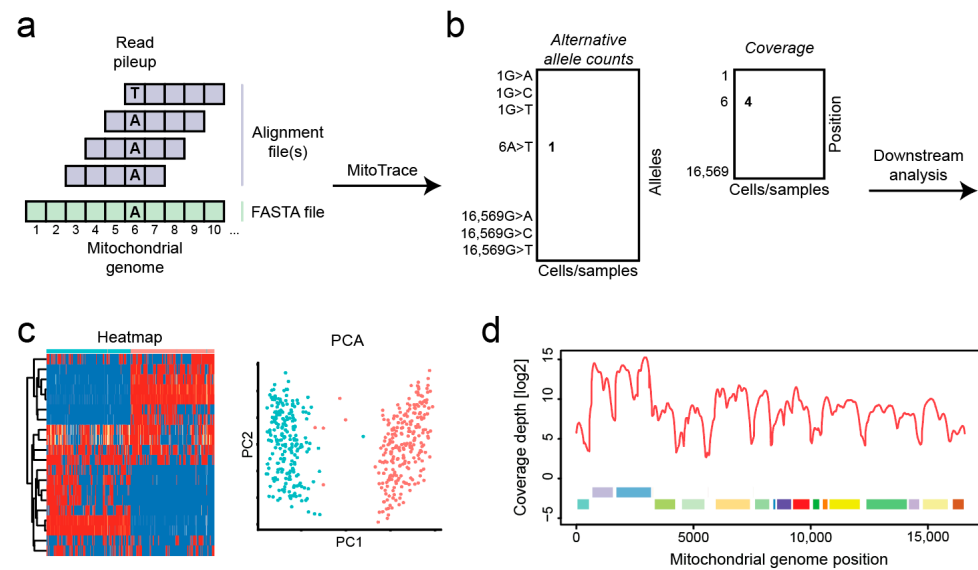 a
Read
pileup
T
A
A
A
Alignment
file(s)
A
FASTA file
1 2 3 4 5 6 7 8 9 10 ...
Mitochondrial
genome
MitoTrace
b
Alternative
allele counts
1G>A
1G>C
1G>T
6A>T
1
16,569G>A
16,569G>C
16,569G>T
Alleles
Cells/samples
Coverage
1
6
4
16,569
Position
Cells/samples
Downstream
analysis
c
Heatmap
PCA
PC2
PC1
d
Coverage depth [log2]
15
10
5
0
−5
0 5000 10,000 15,000
Mitochondrial genome position